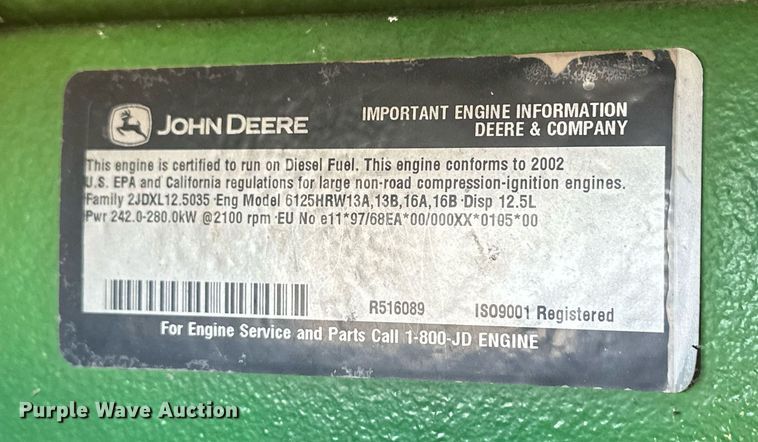 JOHN DEERE
IMPORTANT ENGINE INFORMATION
DEERE & COMPANY
This engine is certified to run on Diesel Fuel. This engine conforms to 2002
U.S. EPA and California regulations for large non-road compression-ignition engines.
Family 2JDXL12.5035 ·Eng Model 6125HRW13A,13B,16A,16B ·Disp 12.5L
Pwr 242.0-280.0kW @2100 rpm ·EU No e11*97/68EA*00/000XX*0105*00
R516089
ISO9001 Registered
For Engine Service and Parts Call 1-800-JD ENGINE
Purple Wave Auction